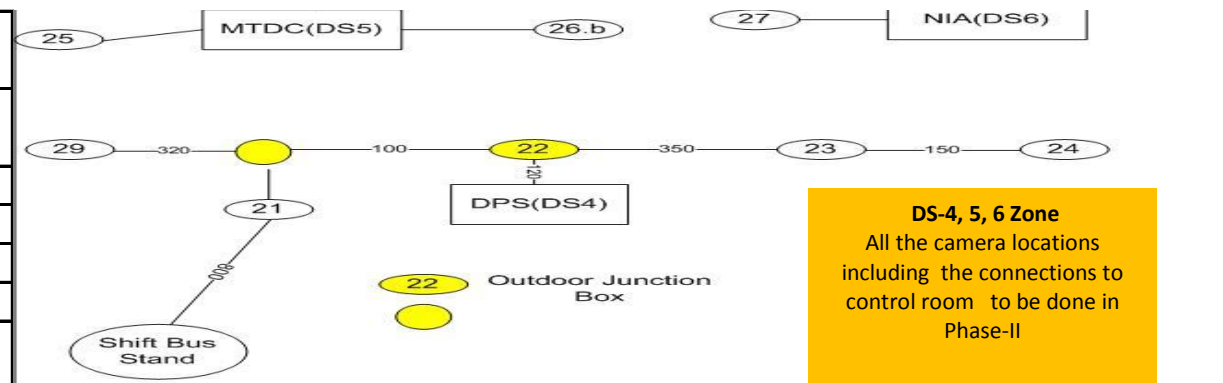 25
MTDC(DS5)
26.b
27
NIA(DS6)
29
320
100
22
350
23
150
24
120
DPS(DS4)
21
800
22
Outdoor Junction
Box
Shift Bus
Stand
DS-4, 5, 6 Zone
All the camera locations
including the connections to
control room to be done in
Phase-II